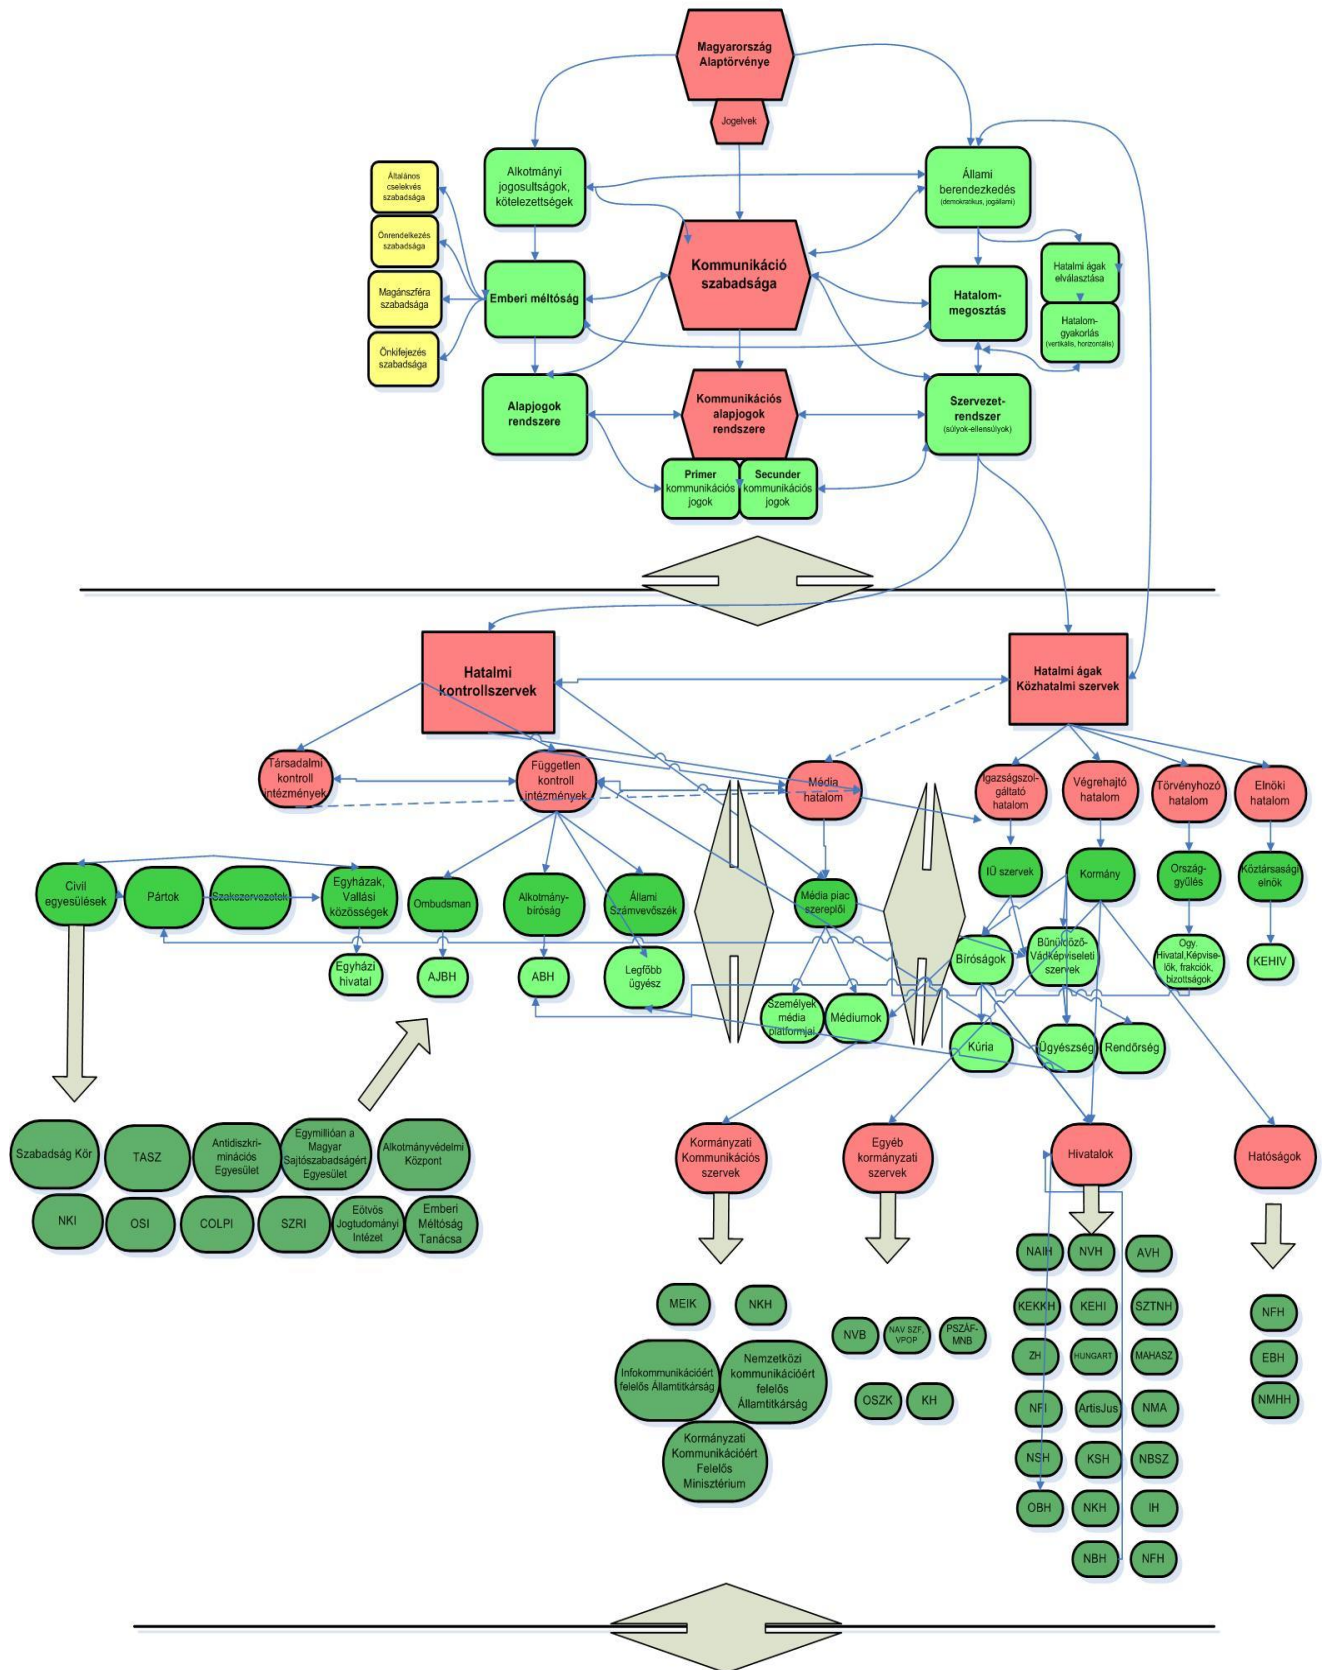 Magyarország
Alaptörvénye
Jogelvek
Általános
cselekvés
szabadsága
Önrendelkezés
szabadsága
Magánszféra
szabadsága
Önkifejezés
szabadsága
Alkotmányi
jogosultságok,
kötelezettségek
Emberi méltóság
Alapjogok
rendszere
Kommunikáció
szabadsága
Kommunikációs
alapjogok
rendszere
Primer
kommunikációs
jogok
Secunder
kommunikációs
jogok
Állami
berendezkedés
(demokratikus, jogállami)
Hatalom-
megosztás
Szervezet-
rendszer
(súlyok-ellensúlyok)
Hatalmi ágak
elválasztása
Hatalom-
gyakorlás
(vertikális, horizontális)
Hatalmi
kontrollszervek
Hatalmi ágak
Közhatalmi szervek
Társadalmi
kontroll
intézmények
Független
kontroll
intézmények
Média
hatalom
Igazságszol-
gáltató
hatalom
Végrehajtó
hatalom
Törvényhozó
hatalom
Elnöki
hatalom
Civil
egyesülések
Pártok
Szakszervezetek
Egyházak,
Vallási
közösségek
Ombudsman
Alkotmány-
bíróság
Állami
Számvevőszék
Média piac
szereplői
IÜ szervek
Kormány
Ország-
gyűlés
Köztársasági
elnök
Egyházi
hivatal
AJBH
ABH
Legfőbb
ügyész
Személyek
média
platformjai
Médiumok
Bíróságok
Bűnüldöző-
Vádképviseleti
szervek
Ogy.
Hivatal,Képvise-
lők, frakciók,
bizottságok
KEHIV
Kúria
Ügyészség
Rendőrség
Szabadság Kör
TASZ
Antidiszkri-
minációs
Egyesület
Egymillióan a
Magyar
Sajtószabadságért
Egyesület
Alkotmányvédelmi
Központ
NKI
OSI
COLPI
SZRI
Eötvös
Jogtudományi
Intézet
Emberi
Méltóság
Tanácsa
Kormányzati
Kommunikációs
szervek
Egyéb
kormányzati
szervek
Hivatalok
Hatóságok
MEIK
NKH
Infokommunikációért
felelős Államtitkárság
Nemzetközi
kommunikációért
felelős
Államtitkárság
Kormányzati
Kommunikációért
Felelős
Minisztérium
NVB
NAV SZF,
VPOP
PSZÁF-
MNB
OSZK
KH
NAIH
NVH
AVH
KEKKH
KEHI
SZTNH
ZH
HUNGART
MAHASZ
NFI
ArtisJus
NMA
NSH
KSH
NBSZ
OBH
NKH
IH
NBH
NFH
NFH
EBH
NMHH